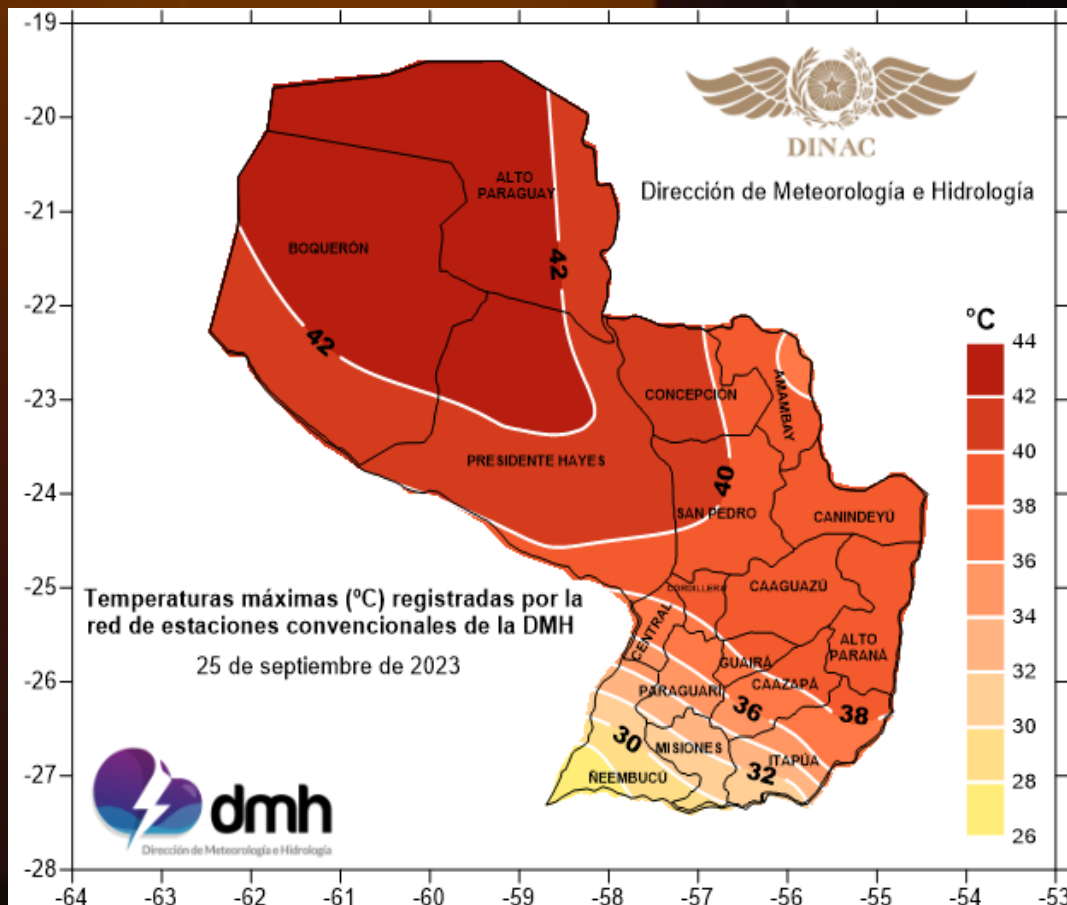 -19
-20
-21
-22
-23
-24
-25
-26
-27
-28
-64
-63
-62
-61
-60
-59
-58
-57
-56
-55
-54
-53
DINAC
Dirección de Meteorología e Hidrología
ALTO
PARAGUAY
BOQUERÓN
42
42
CONCEPCIÓN
AMAMBAY
PRESIDENTE HAYES
40
SAN PEDRO
CANINDEYÚ
CORDILLERA
CAAGUAZÚ
CENTRAL
ALTO
PARANÁ
GUAIRÁ
CAAZAPÁ
PARAGUARÍ
36
38
30
MISIONES
ITAPÚA
32
ÑEEMBUCÚ
°C
44
42
40
38
36
34
32
30
28
26
Temperaturas máximas (ºC) registradas por la
red de estaciones convencionales de la DMH
25 de septiembre de 2023
dmh
Dirección de Meteorología e Hidrología